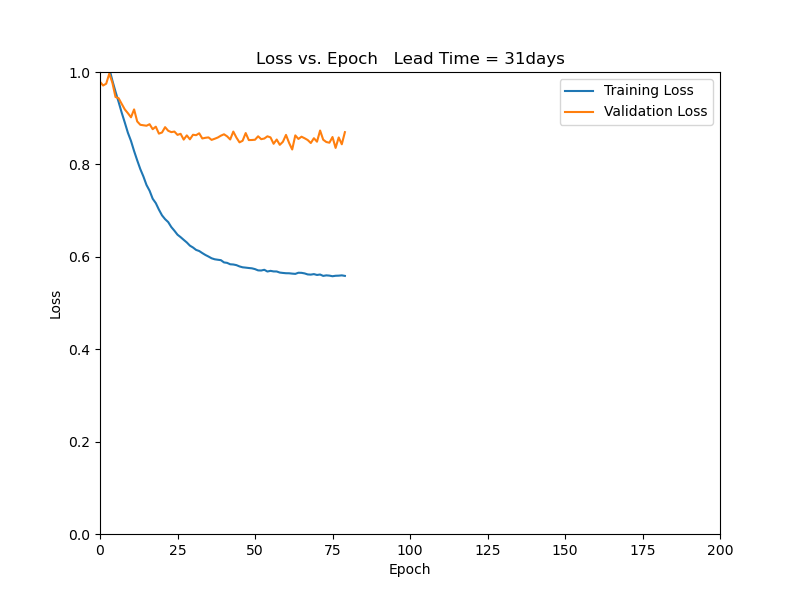 Loss vs. Epoch   Lead Time = 31days
Training Loss
Validation Loss
1.0
0.8
0.6
0.4
0.2
0.0
Loss
0 25 50 75 100 125 150 175 200
Epoch